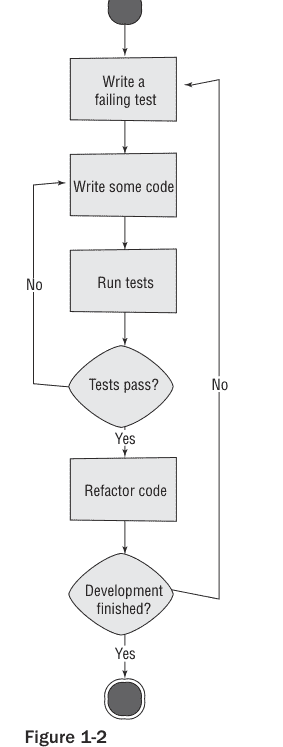 Write a
failing test
Write some code
Run tests
No
Tests pass?
No
Yes
Refactor code
Development
finished?
Yes
Figure 1-2